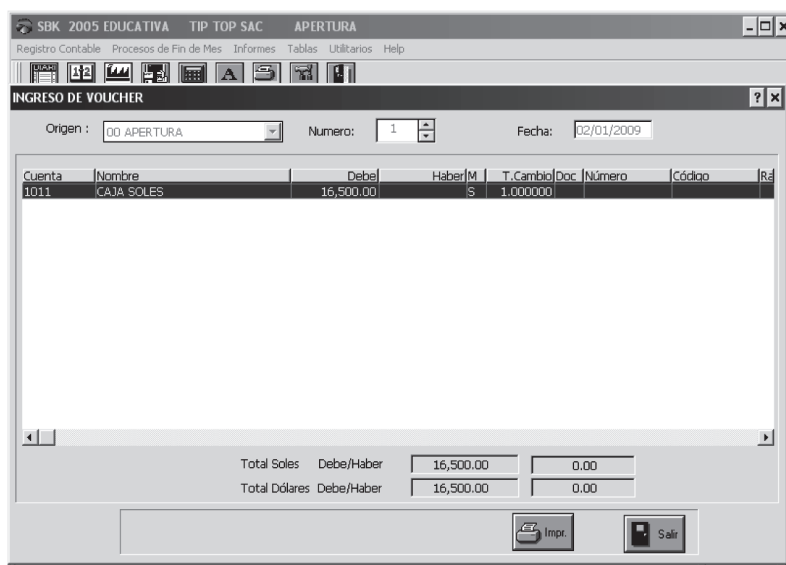 SBK 2005 EDUCATIVA TIP TOP SAC APERTURA
Registro Contable Procesos de Fin de Mes Informes Tablas Utilitarios Help
INGRESO DE VOUCHER
Origen : 00 APERTURA Numero: 1 Fecha: 02/01/2009
Cuenta Nombre Debe Haber M T.Cambio Doc Número Código Ra
1011 CAJA SOLES 16,500.00 S 1.000000
Total Soles Debe/Haber 16,500.00 0.00
Total Dólares Debe/Haber 16,500.00 0.00
Impr. Salir